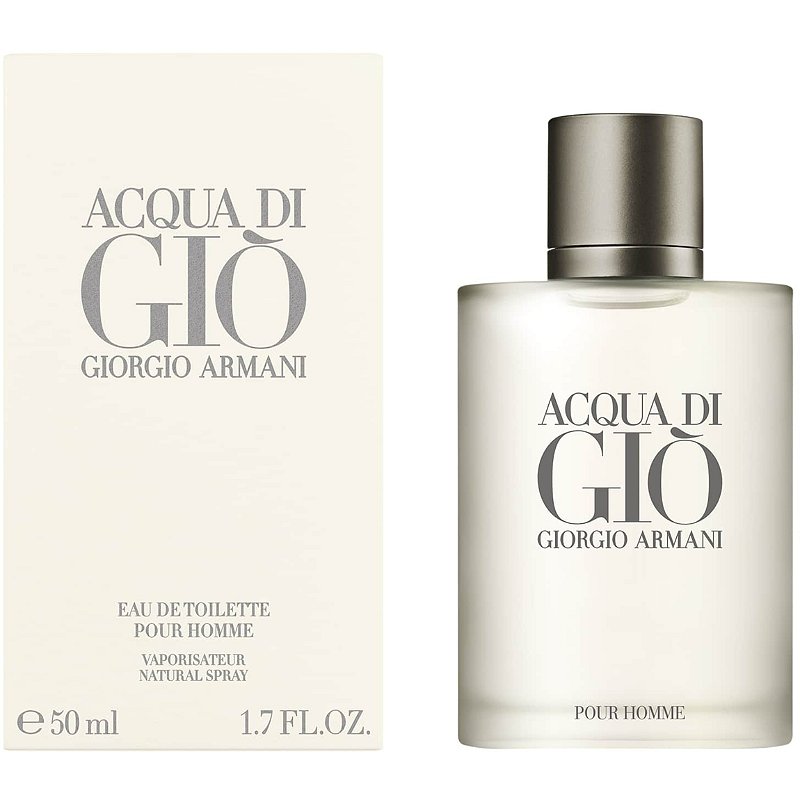 ACQUA DI
GIÒ
GIORGIO ARMANI
EAU DE TOILETTE
POUR HOMME
VAPORISATEUR
NATURAL SPRAY
℮50 ml 1.7 FL.OZ.
ACQUA DI
GIÒ
GIORGIO ARMANI
POUR HOMME